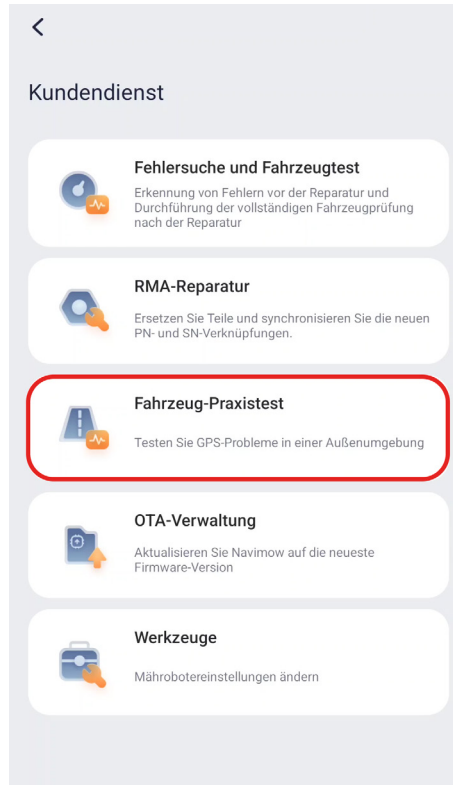 Kundendienst
Fehlersuche und Fahrzeugtest
Erkennung von Fehlern vor der Reparatur und
Durchführung der vollständigen Fahrzeugprüfung
nach der Reparatur
RMA-Reparatur
Ersetzen Sie Teile und synchronisieren Sie die neuen
PN- und SN-Verknüpfungen.
Fahrzeug-Praxistest
Testen Sie GPS-Probleme in einer Außenumgebung
OTA-Verwaltung
Aktualisieren Sie Navimow auf die neueste
Firmware-Version
Werkzeuge
Mährobotereinstellungen ändern